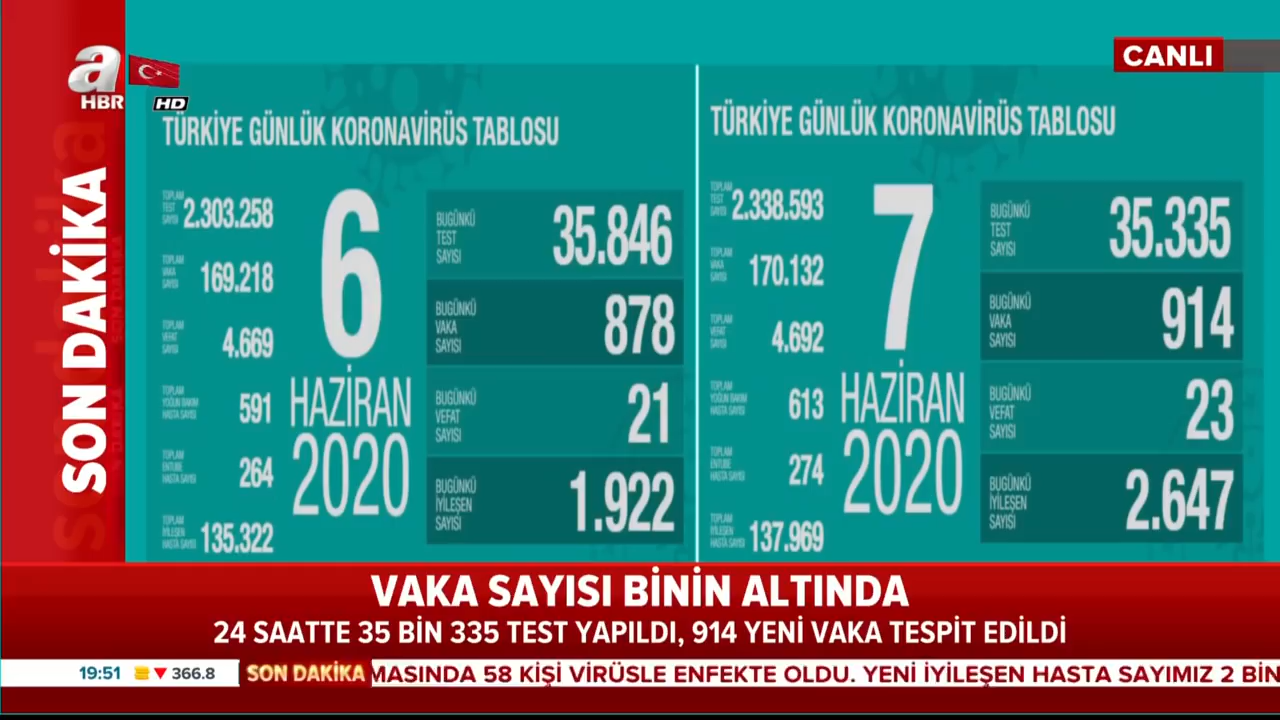 a
HBR
HD
CANLI
SON DAKİKA
TÜRKİYE GÜNLÜK KORONAVİRÜS TABLOSU
TOPLAM
TEST
SAYISI
2.303.258
TOPLAM
VAKA
SAYISI
169.218
TOPLAM
VEFAT
SAYISI
4.669
TOPLAM
YOĞUN BAKIM
HASTA SAYISI
591
TOPLAM
ENTUBE
HASTA SAYISI
264
TOPLAM
İYİLEŞEN
HASTA SAYISI
135.322
6
HAZİRAN
2020
BUGÜNKÜ
TEST
SAYISI
35.846
BUGÜNKÜ
VAKA
SAYISI
878
BUGÜNKÜ
VEFAT
SAYISI
21
BUGÜNKÜ
İYİLEŞEN
SAYISI
1.922
TÜRKİYE GÜNLÜK KORONAVİRÜS TABLOSU
TOPLAM
TEST
SAYISI
2.338.593
TOPLAM
VAKA
SAYISI
170.132
TOPLAM
VEFAT
SAYISI
4.692
TOPLAM
YOĞUN BAKIM
HASTA SAYISI
613
TOPLAM
ENTUBE
HASTA SAYISI
274
TOPLAM
İYİLEŞEN
HASTA SAYISI
137.969
7
HAZİRAN
2020
BUGÜNKÜ
TEST
SAYISI
35.335
BUGÜNKÜ
VAKA
SAYISI
914
BUGÜNKÜ
VEFAT
SAYISI
23
BUGÜNKÜ
İYİLEŞEN
SAYISI
2.647
VAKA SAYISI BİNİN ALTINDA
24 SAATTE 35 BİN 335 TEST YAPILDI, 914 YENİ VAKA TESPİT EDİLDİ
19:51 366.8 SON DAKİKA MASINDA 58 KİŞİ VİRÜSLE ENFEKTE OLDU. YENİ İYİLEŞEN HASTA SAYIMIZ 2 BİN